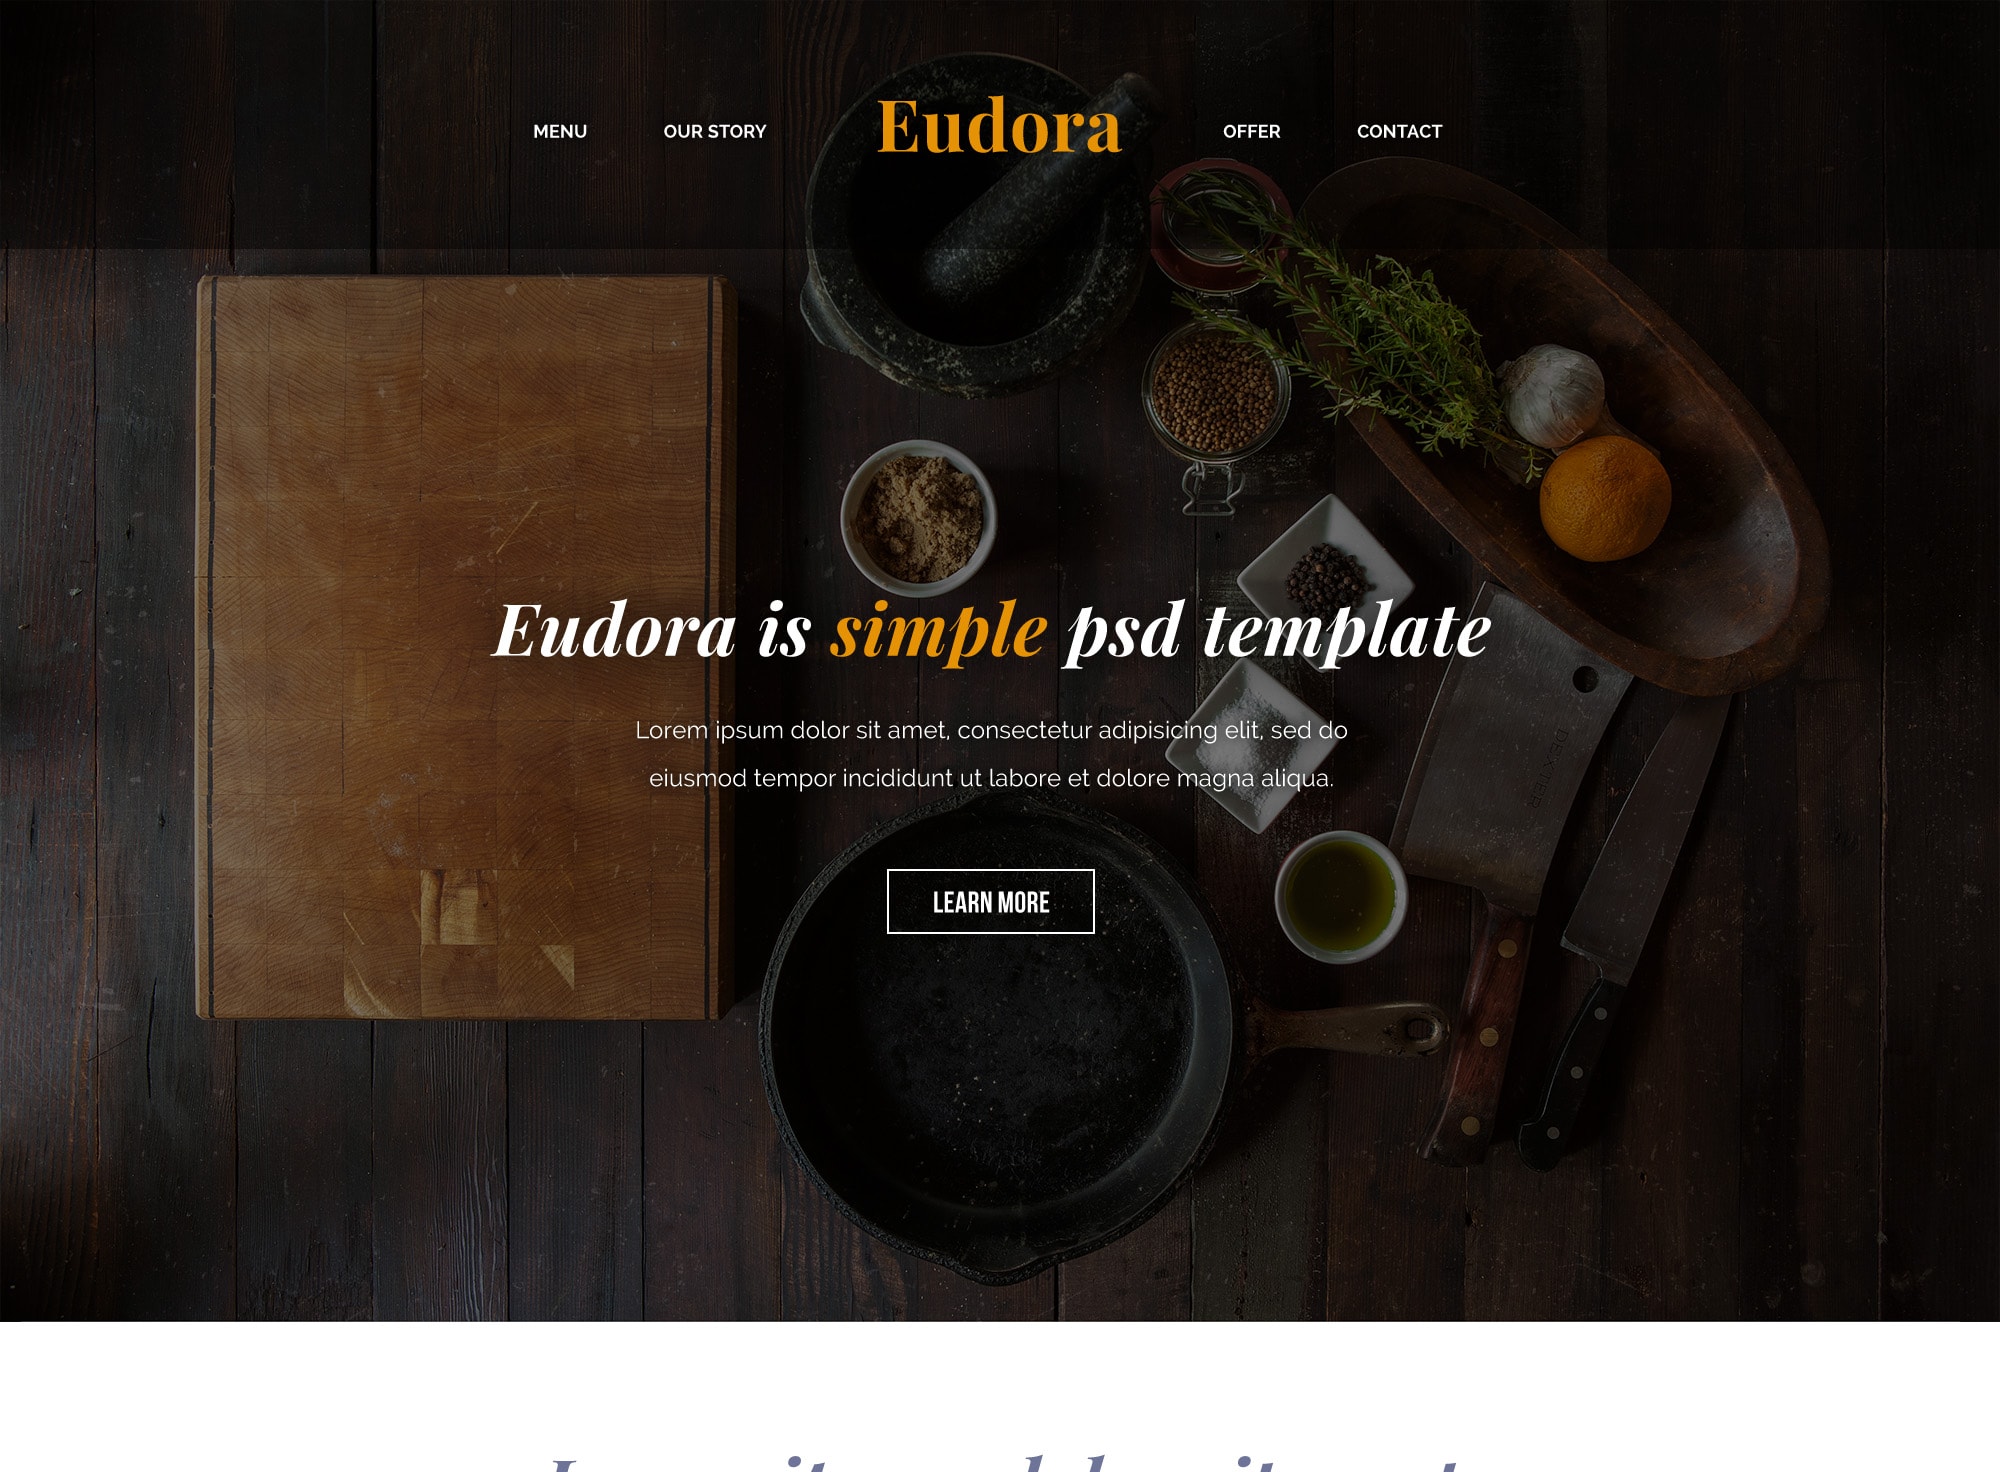 MENU OUR STORY Eudora OFFER CONTACT
Eudora is simple psd template
Lorem ipsum dolor sit amet, consectetur adipisicing elit, sed do
eiusmod tempor incididunt ut labore et dolore magna aliqua.
DEXTER
LEARN MORE